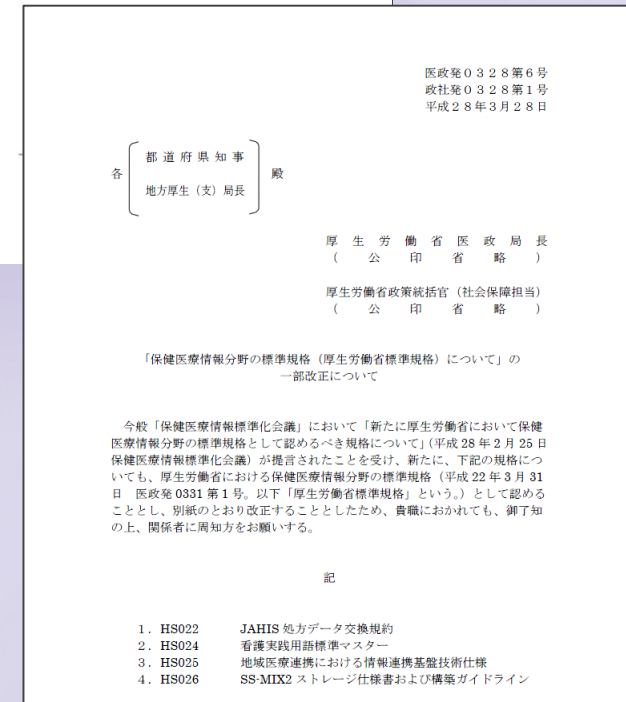 医政発０３２８第６号
政社発０３２８第１号
平成２８年３月２８日
都道府県知事
各 殿
地方厚生（支）局長
厚生労働省医政局長
（公印省略）
厚生労働省政策統括官（社会保障担当）
（公印省略）
「保健医療情報分野の標準規格（厚生労働省標準規格）について」の
一部改正について
今般「保健医療情報標準化会議」において「新たに厚生労働省において保健
医療情報分野の標準規格として認めるべき規格について」（平成 28 年 2 月 25 日
保健医療情報標準化会議）が提言されたことを受け、新たに、下記の規格につ
いても、厚生労働省における保健医療情報分野の標準規格（平成 22 年 3 月 31
日　医政発 0331 第 1 号。以下「厚生労働省標準規格」という。）として認める
こととし、別紙のとおり改正することとしたため、貴職におかれても、御了知
の上、関係者に周知方をお願いする。
記
１．HS022 JAHIS 処方データ交換規約
２．HS024 看護実践用語標準マスター
３．HS025 地域医療連携における情報連携基盤技術仕様
４．HS026 SS-MIX2 ストレージ仕様書および構築ガイドライン